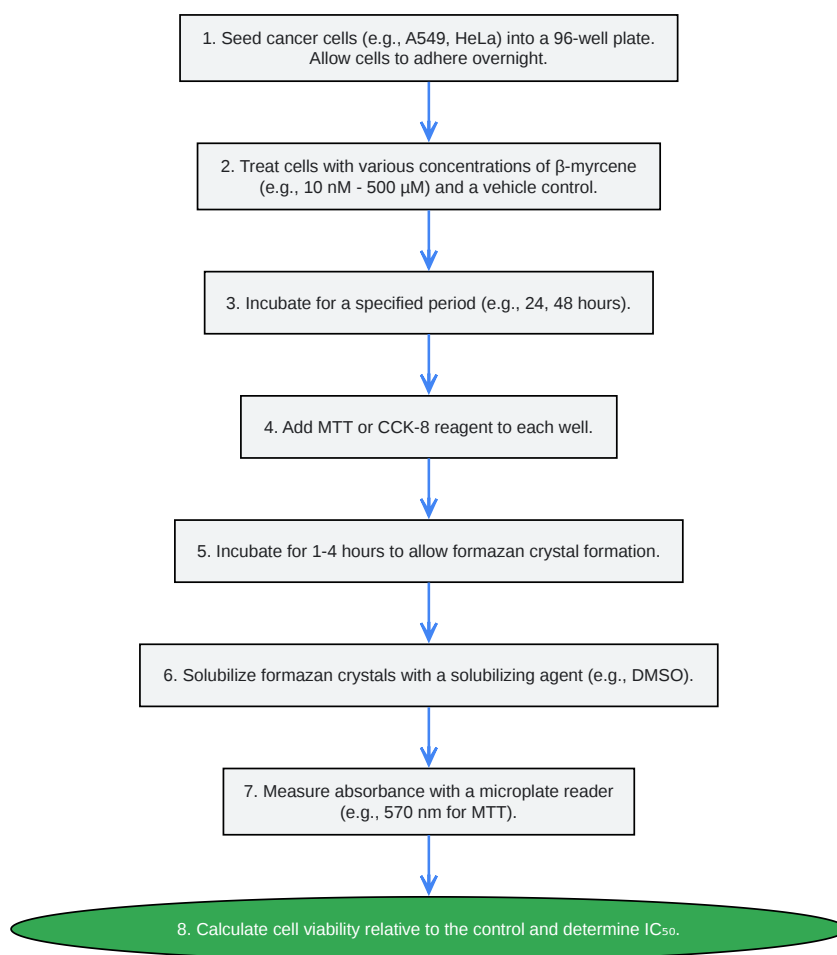 1. Seed cancer cells (e.g., A549, HeLa) into a 96-well plate.
Allow cells to adhere overnight.
2. Treat cells with various concentrations of β-myrcene
(e.g., 10 nM - 500 µM) and a vehicle control.
3. Incubate for a specified period (e.g., 24, 48 hours).
4. Add MTT or CCK-8 reagent to each well.
5. Incubate for 1-4 hours to allow formazan crystal formation.
6. Solubilize formazan crystals with a solubilizing agent (e.g., DMSO).
7. Measure absorbance with a microplate reader
(e.g., 570 nm for MTT).
8. Calculate cell viability relative to the control and determine IC₅₀.